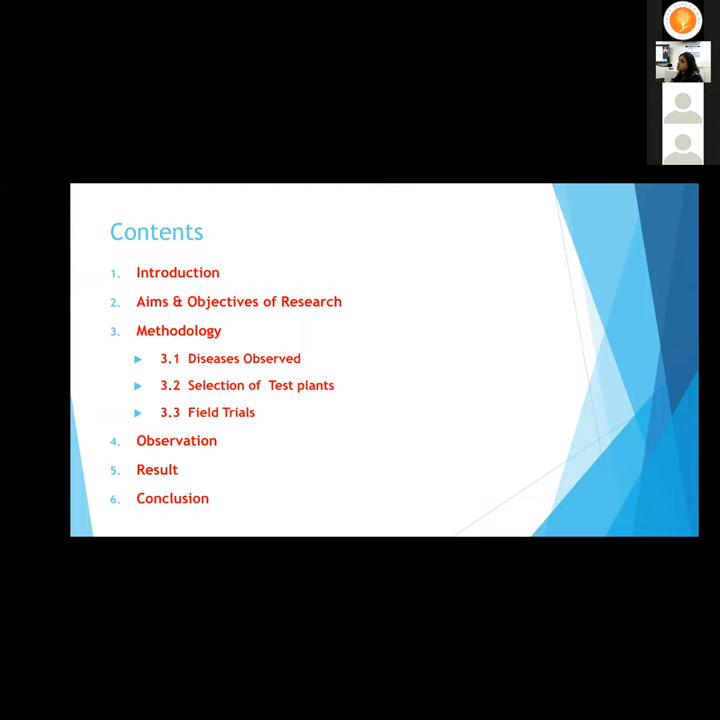 Contents
1. Introduction
2. Aims & Objectives of Research
3. Methodology
3.1 Diseases Observed
3.2 Selection of Test plants
3.3 Field Trials
4. Observation
5. Result
6. Conclusion